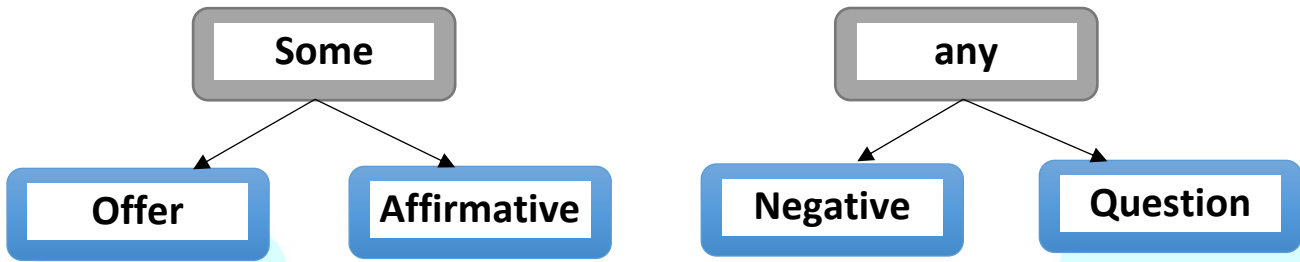 Some
any
Offer
Affirmative
Negative
Question